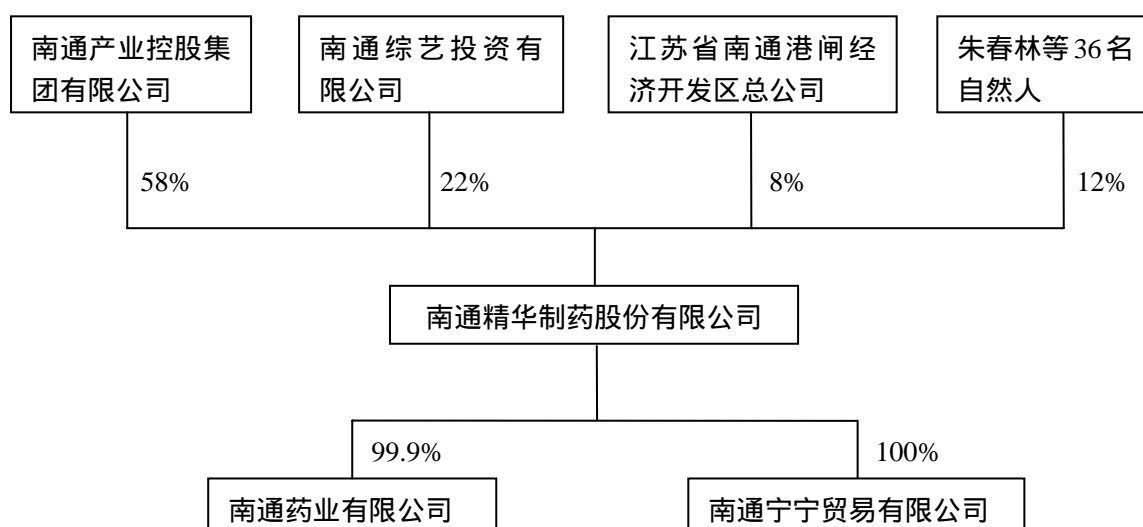 南通产业控股集
团有限公司
南通综艺投资有
限公司
江苏省南通港闸经
济开发区总公司
朱春林等36名
自然人
58%
22%
8%
12%
南通精华制药股份有限公司
99.9%
100%
南通药业有限公司
南通宁宁贸易有限公司